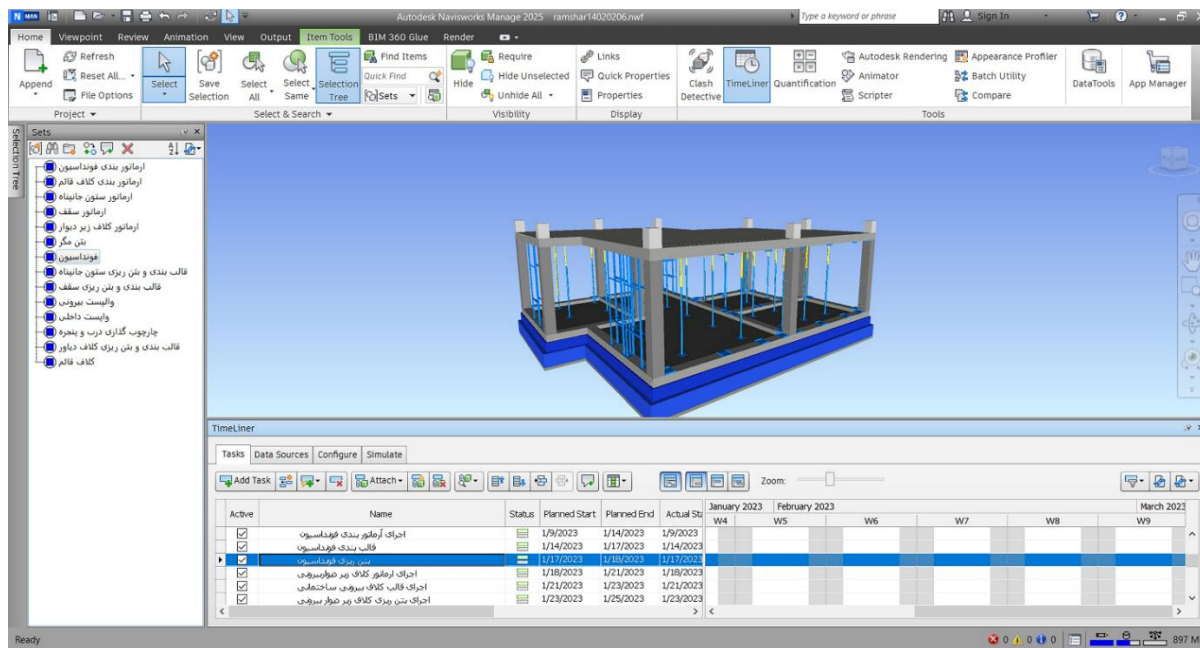 N MAN
Autodesk Navisworks Manage 2025 ramshar14020206.nwf
Type a keyword or phrase
Sign In
Home Viewpoint Review Animation View Output Item Tools BIM 360 Glue Render
Append
Refresh
Reset All...
File Options
Project
Select
Save Selection
Select All
Select Same
Selection Tree
Find Items
Quick Find
Sets
Select & Search
Hide
Require
Hide Unselected
Unhide All
Visibility
Links
Quick Properties
Properties
Display
Clash Detective
TimeLiner
Quantification
Autodesk Rendering
Animator
Scripter
Appearance Profiler
Batch Utility
Compare
Tools
DataTools
App Manager
Selection Tree
Sets
ارماتور بندی فونداسیون
ارماتور بندی کلاف قائم
ارماتور ستون جانپناه
ارماتور سقف
ارماتور کلاف زیر دیوار
بتن مگر
فونداسیون
قالب بندی و بتن ریزی ستون جانپناه
قالب بندی و بتن ریزی سقف
والپست بیرونی
وایست داخلی
چارچوب گذاری درب و پنجره
قالب بندی و بتن ریزی کلاف دیاور
کلاف قائم
TimeLiner
Tasks Data Sources Configure Simulate
Add Task
Attach
Zoom:
Active Name Status Planned Start Planned End Actual Sta
January 2023 February 2023 March 2023
W4 W5 W6 W7 W8 W9
اجرای آرماتور بندی فونداسیون 1/9/2023 1/14/2023 1/9/2023
قالب بندی فونداسیون 1/14/2023 1/17/2023 1/14/2023
بتن ریزی فونداسیون 1/17/2023 1/18/2023 1/17/2023
اجرای ارماتور کلاف زیر دیواربیرونی 1/18/2023 1/21/2023 1/18/2023
اجرای قالب کلاف بیرونی ساختمانی 1/21/2023 1/23/2023 1/21/2023
اجرای بتن ریزی کلاف زیر دیوار بیرونی 1/23/2023 1/25/2023 1/23/2023
Ready
0 0 0
897 M